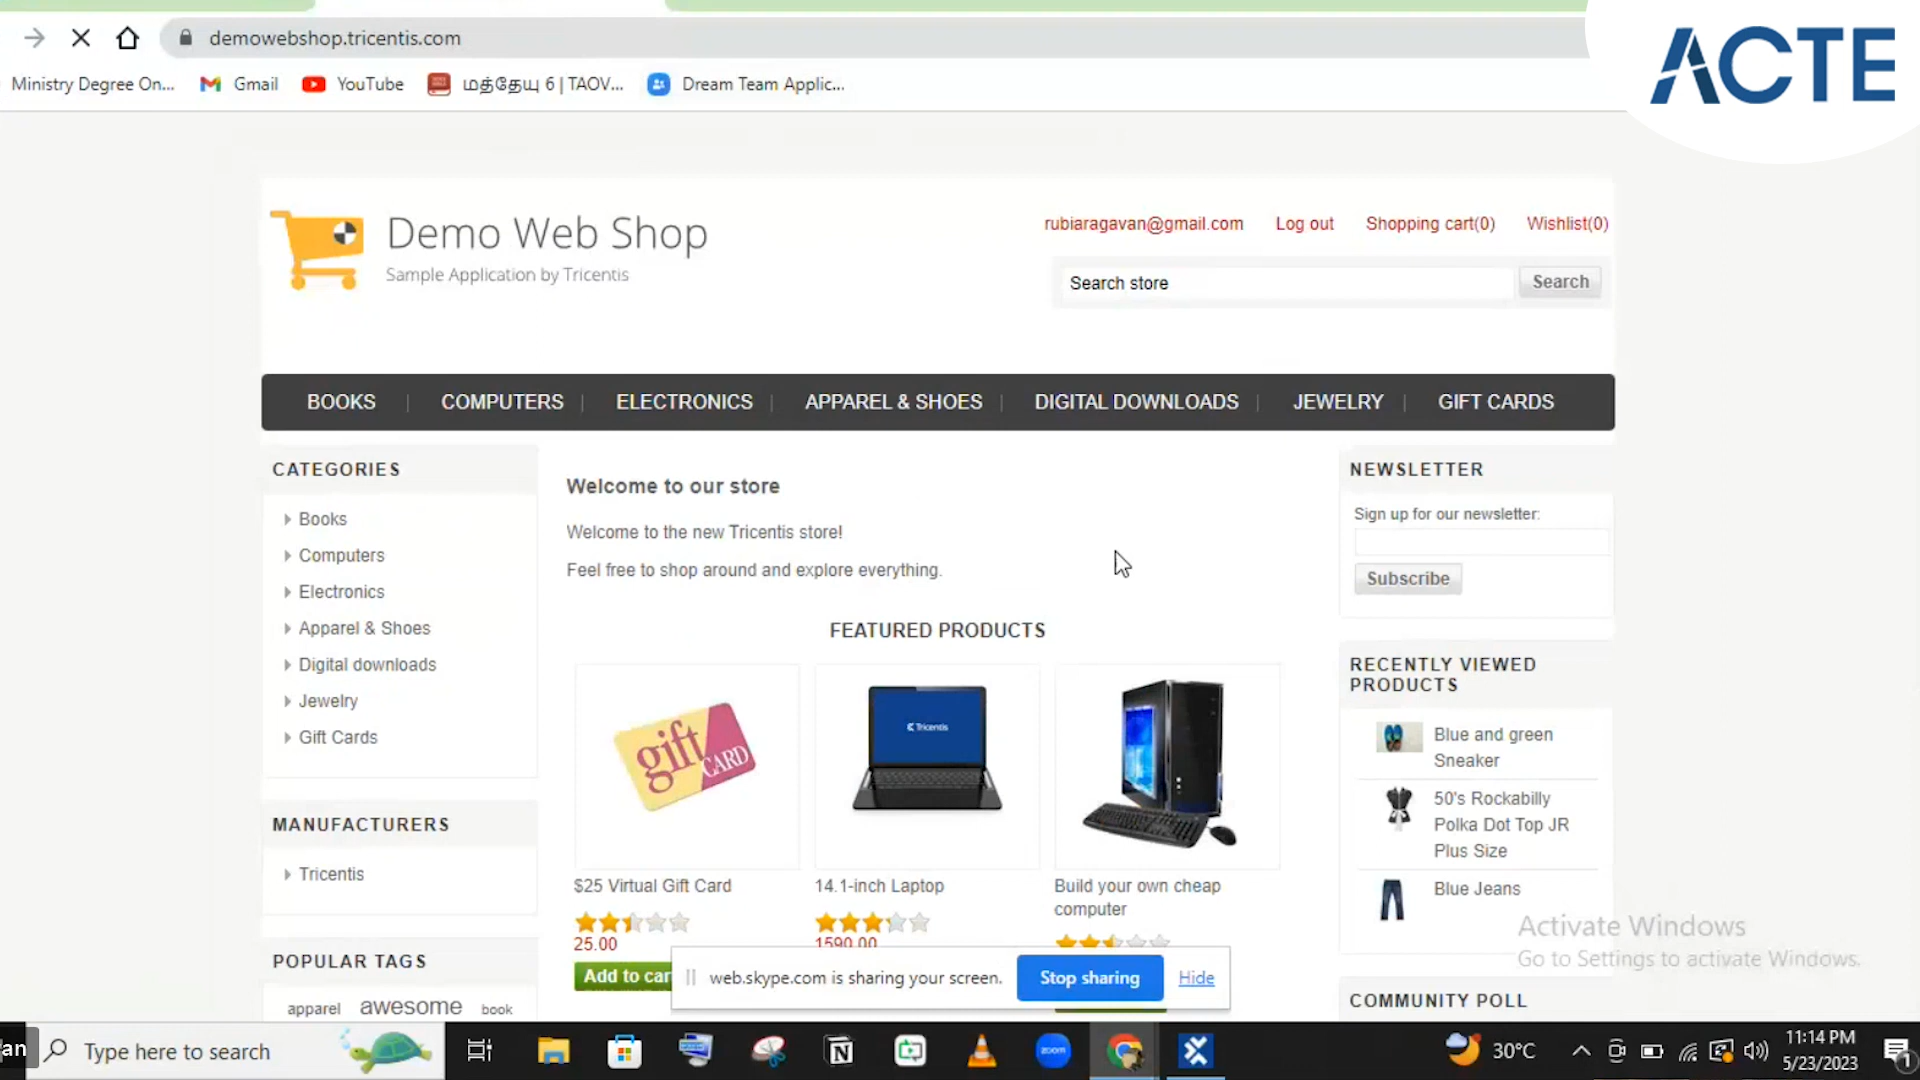 demowebshop.tricentis.com
ACTE
Ministry Degree On...
Gmail
YouTube
மத்தேயு 6 | TAOV...
Dream Team Applic...
Demo Web Shop
Sample Application by Tricentis
rubiaragavan@gmail.com
Log out
Shopping cart(0)
Wishlist(0)
Search store
Search
BOOKS
COMPUTERS
ELECTRONICS
APPAREL & SHOES
DIGITAL DOWNLOADS
JEWELRY
GIFT CARDS
CATEGORIES
Books
Computers
Electronics
Apparel & Shoes
Digital downloads
Jewelry
Gift Cards
MANUFACTURERS
Tricentis
POPULAR TAGS
apparel awesome book
Welcome to our store
Welcome to the new Tricentis store!
Feel free to shop around and explore everything.
FEATURED PRODUCTS
gift
CARD
Tricentis
$25 Virtual Gift Card
25.00
Add to car
14.1-inch Laptop
1590.00
Build your own cheap
computer
NEWSLETTER
Sign up for our newsletter:
Subscribe
RECENTLY VIEWED
PRODUCTS
Blue and green
Sneaker
50's Rockabilly
Polka Dot Top JR
Plus Size
Blue Jeans
COMMUNITY POLL
Activate Windows
Go to Settings to activate Windows.
web.skype.com is sharing your screen.
Stop sharing
Hide
an
Type here to search
zoom
30°C
11:14 PM
5/23/2023
1